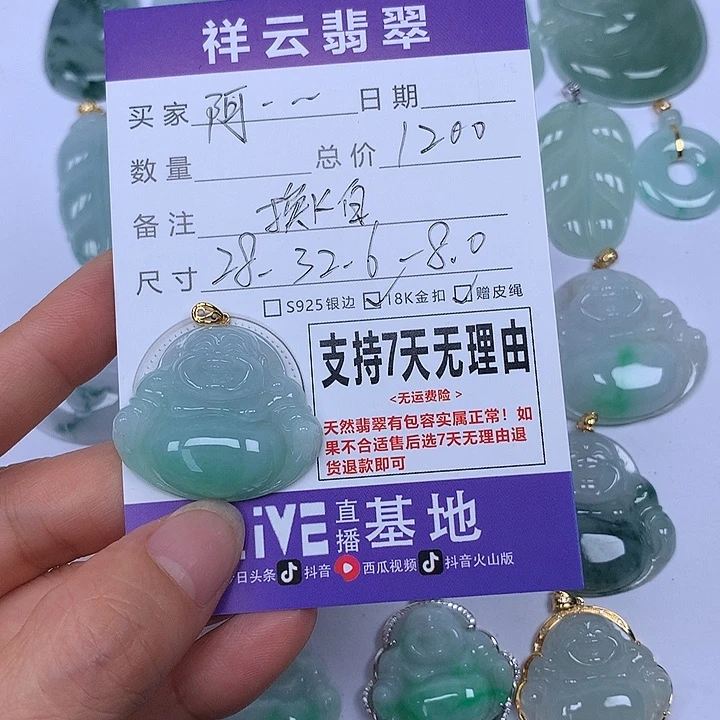 祥云翡翠
买家 阿·-~ 日期
数量 总价 1200
备注 换K白
尺寸 28-32-6-8.0
S925银边 18K金扣 赠皮绳
支持7天无理由
<无运费险>
天然翡翠有包容实属正常！如
果不合适售后选7天无理由退
货退款即可
LiVE 直播 基地
今日头条 抖音 西瓜视频 抖音火山版